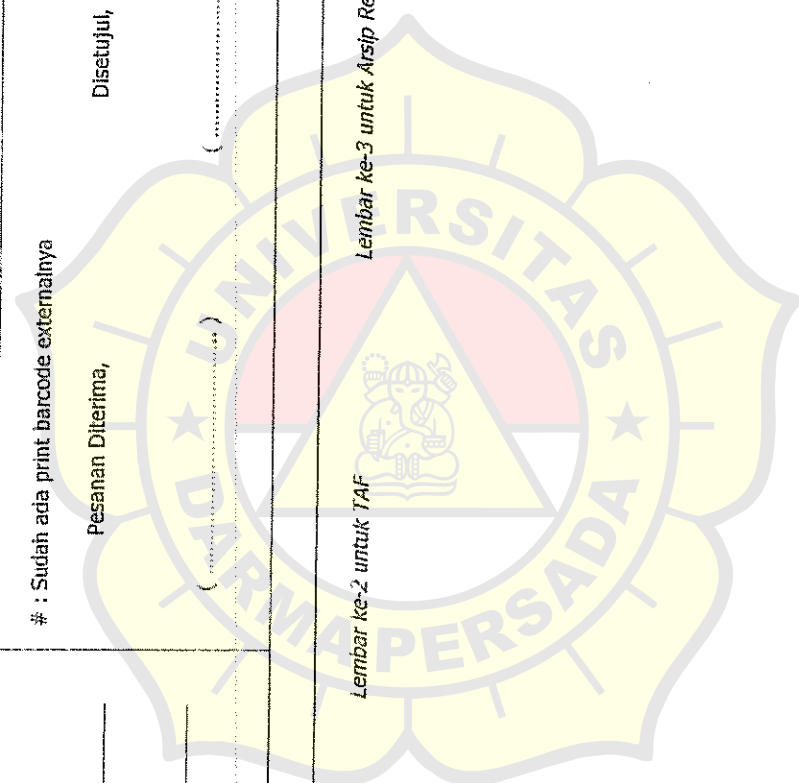 # : Sudah ada print barcode externalnya
Pesanan Diterima,
Disetujui,
( .............................. )
( ..................
Lembar ke-2 untuk TAF
Lembar ke-3 untuk Arsip Re
UNIVERSITAS
DARMA PERSADA